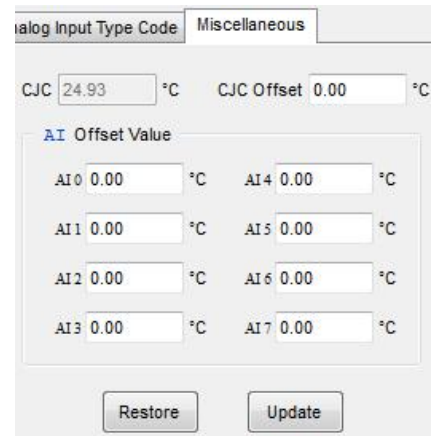 alog Input Type Code Miscellaneous
CJC 24.93 °C CJC Offset 0.00 °C
AI Offset Value
AI0 0.00 °C AI4 0.00 °C
AI1 0.00 °C AI5 0.00 °C
AI2 0.00 °C AI6 0.00 °C
AI3 0.00 °C AI7 0.00 °C
Restore Update